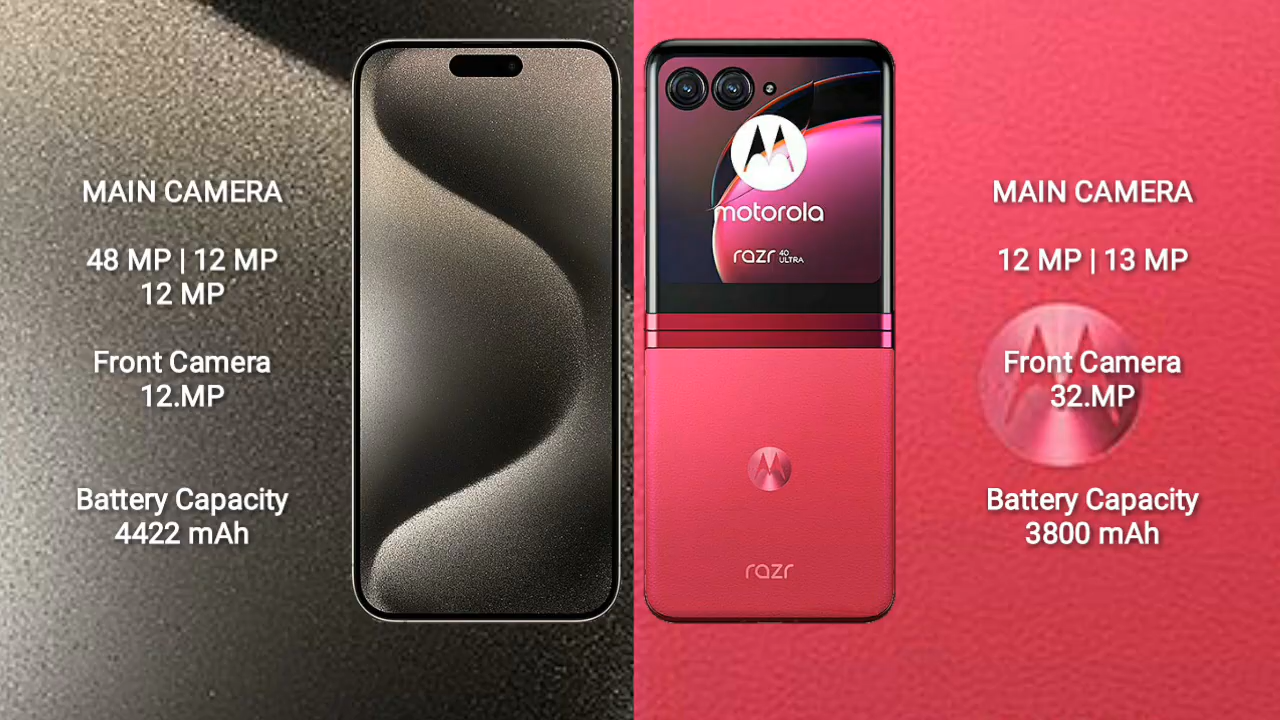 MAIN CAMERA
48 MP | 12 MP
12 MP
Front Camera
12.MP
Battery Capacity
4422 mAh
motorola
razr 40 ULTRA
razr
MAIN CAMERA
12 MP | 13 MP
Front Camera
32.MP
Battery Capacity
3800 mAh